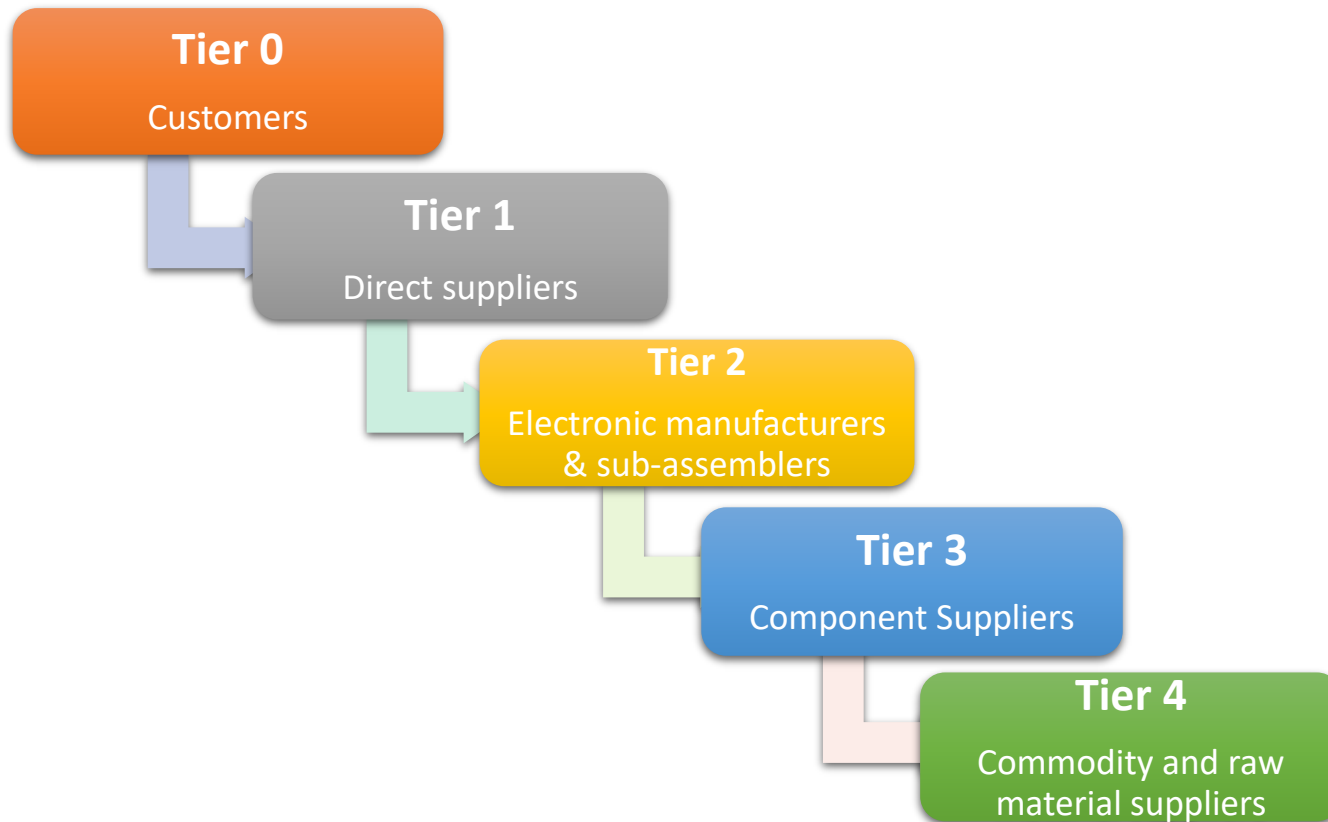 Tier 0
Customers
Tier 1
Direct suppliers
Tier 2
Electronic manufacturers
& sub-assemblers
Tier 3
Component Suppliers
Tier 4
Commodity and raw
material suppliers